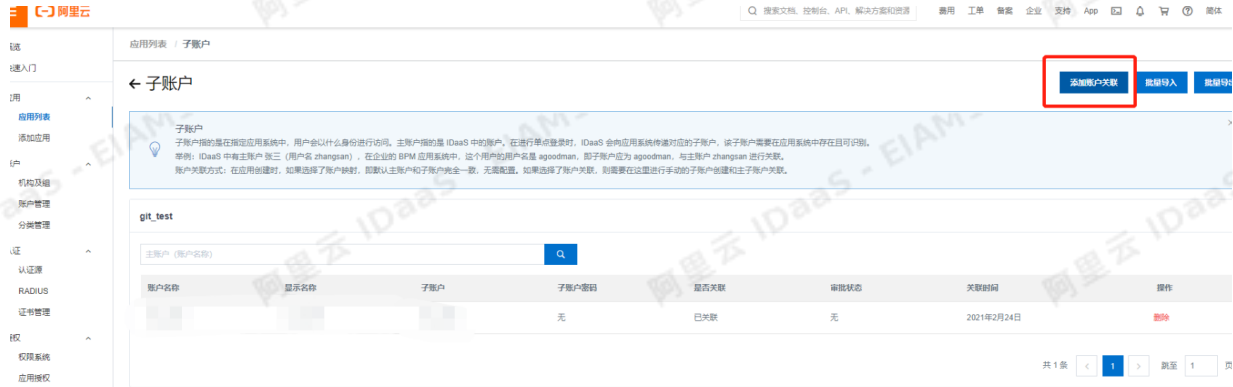 阿里云
搜索文档、控制台、API、解决方案和资源
费用 工单 备案 企业 支持 App 简体
应用列表 / 子账户
速入门
← 子账户
添加账户关联 批量导入 批量导
应用列表
添加应用
子账户
子账户指的是在指定应用系统中，用户会以什么身份进行访问。主账户指的是 IDaaS 中的账户。在进行单点登录时，IDaaS 会向应用系统传递对应的子账户，该子账户需要在应用系统中存在且可识别。
举例：IDaaS 中有主账户 张三（用户名 zhangsan），在企业的 BPM 应用系统中，这个用户的用户名是 agoodman，即子账户应为 agoodman，与主账户 zhangsan 进行关联。
账户关联方式：在应用创建时，如果选择了账户映射，即默认主账户和子账户完全一致，无需配置。如果选择了账户关联，则需要在这里进行手动的子账户创建和主子账户关联。
机构及组
账户管理
分类管理
git_test
主账户 (账户名称)
认证源
RADIUS
证书管理
账户名称 显示名称 子账户 子账户密码 是否关联 审批状态 关联时间 操作
无 已关联 无 2021年2月24日 删除
权限系统
应用授权
共 1 条 < 1 > 跳至 1 页
阿里云 IDaaS - EIAM